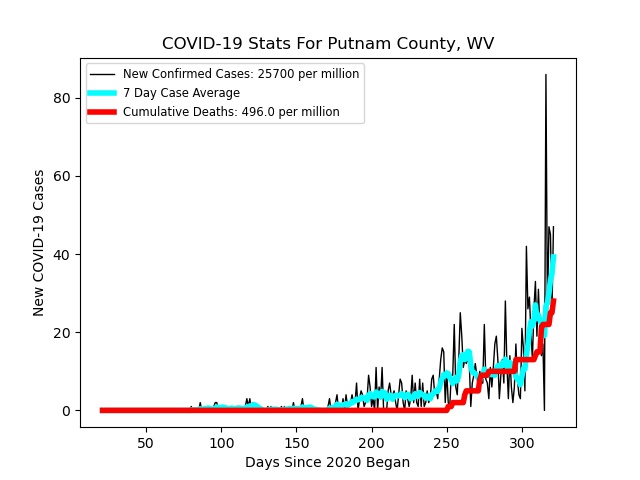 COVID-19 Stats For Putnam County, WV
New Confirmed Cases: 25700 per million
7 Day Case Average
Cumulative Deaths: 496.0 per million
New COVID-19 Cases
80
60
40
20
0
50 100 150 200 250 300
Days Since 2020 Began